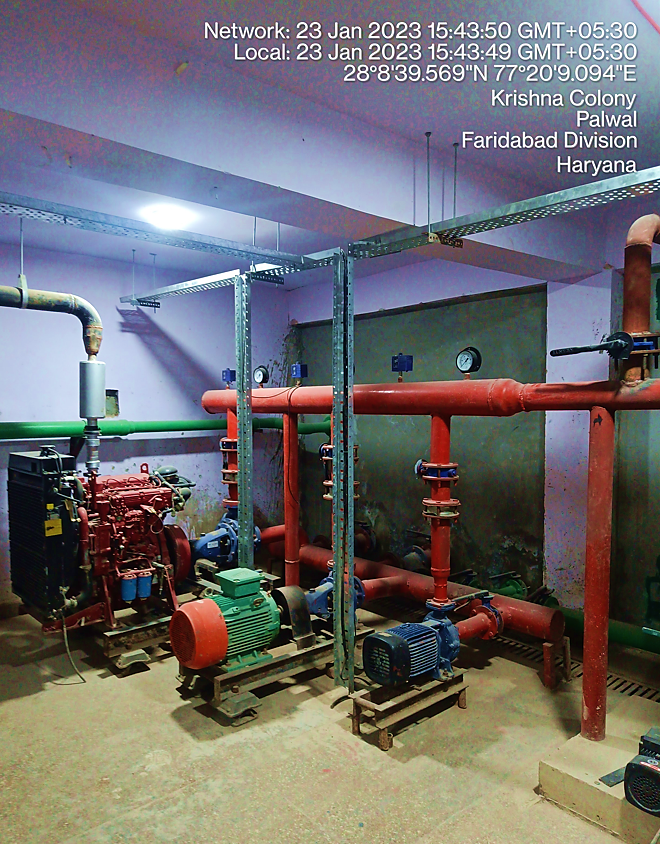 Network: 23 Jan 2023 15:43:50 GMT+05:30
Local: 23 Jan 2023 15:43:49 GMT+05:30
28°8'39.569"N 77°20'9.094"E
Krishna Colony
Palwal
Faridabad Division
Haryana